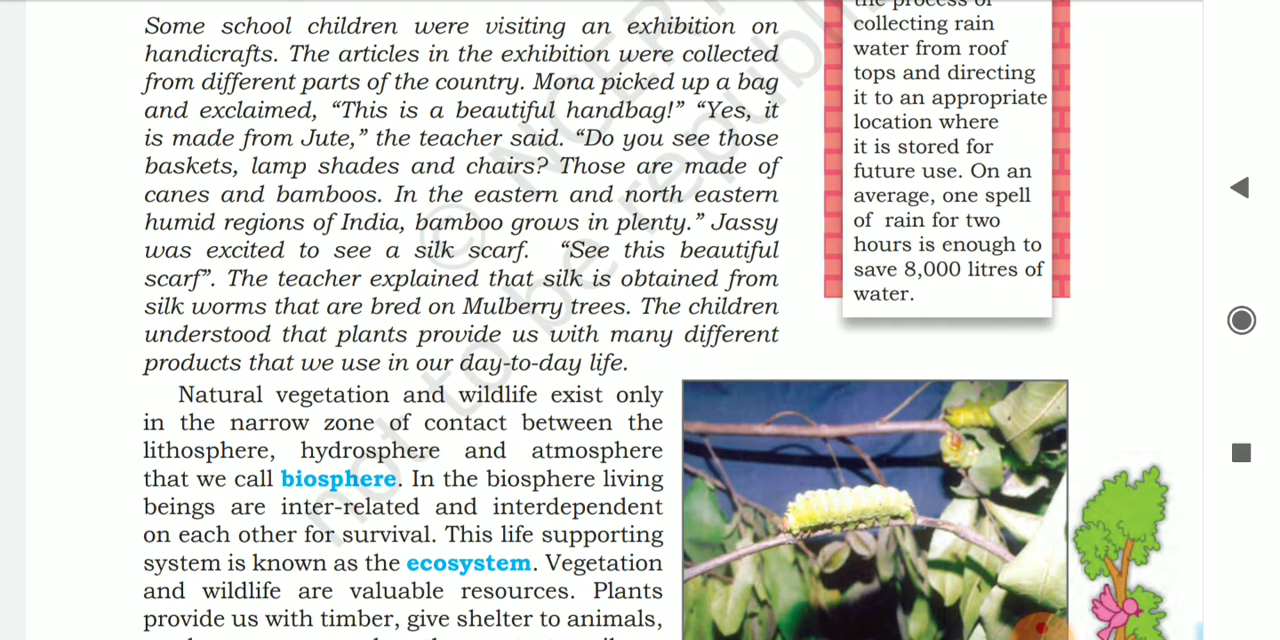 Some school children were visiting an exhibition on
handicrafts. The articles in the exhibition were collected
from different parts of the country. Mona picked up a bag
and exclaimed, “This is a beautiful handbag!” “Yes, it
is made from Jute,” the teacher said. “Do you see those
baskets, lamp shades and chairs? Those are made of
canes and bamboos. In the eastern and north eastern
humid regions of India, bamboo grows in plenty.” Jassy
was excited to see a silk scarf. “See this beautiful
scarf”. The teacher explained that silk is obtained from
silk worms that are bred on Mulberry trees. The children
understood that plants provide us with many different
products that we use in our day-to-day life.
Natural vegetation and wildlife exist only
in the narrow zone of contact between the
lithosphere, hydrosphere and atmosphere
that we call biosphere. In the biosphere living
beings are inter-related and interdependent
on each other for survival. This life supporting
system is known as the ecosystem. Vegetation
and wildlife are valuable resources. Plants
provide us with timber, give shelter to animals,
the process of
collecting rain
water from roof
tops and directing
it to an appropriate
location where
it is stored for
future use. On an
average, one spell
of rain for two
hours is enough to
save 8,000 litres of
water.
© NCERT
not to be republi